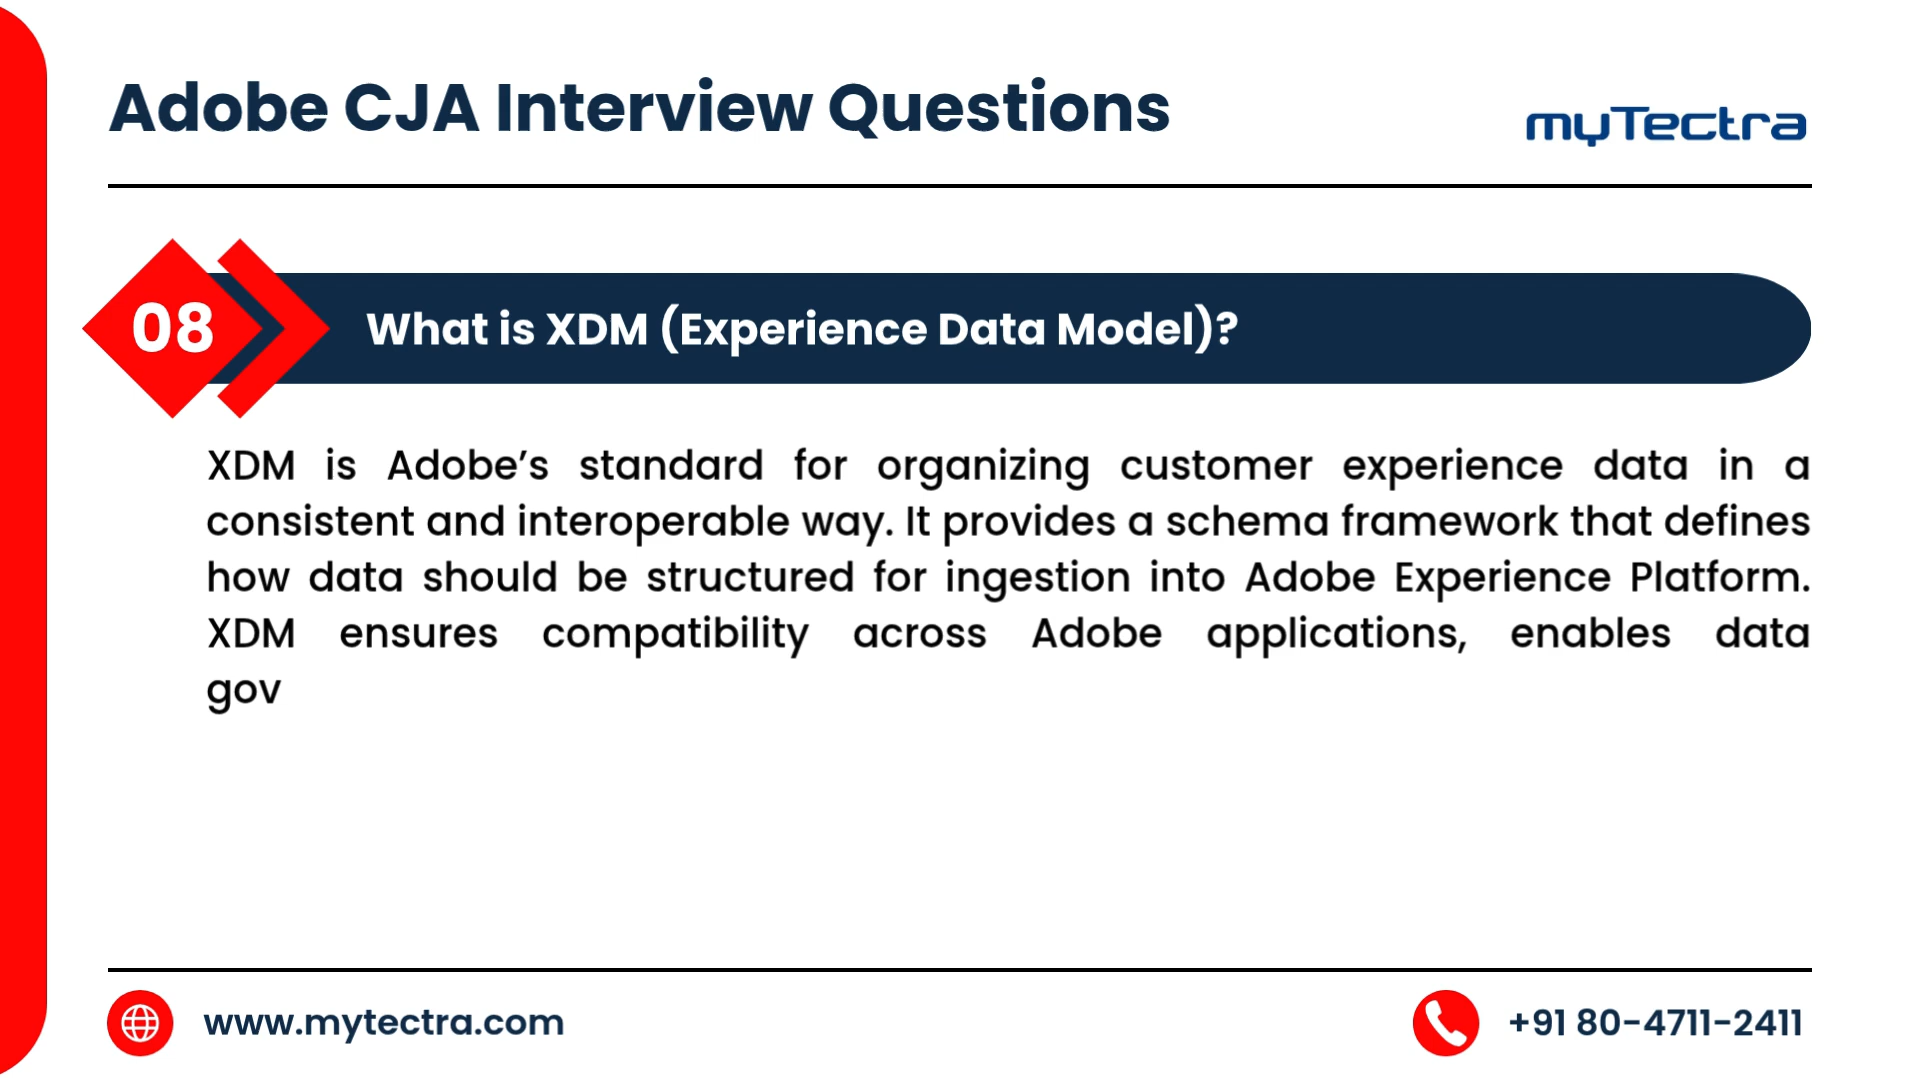 Adobe CJA Interview Questions
myTectra
08
What is XDM (Experience Data Model)?
XDM is Adobe’s standard for organizing customer experience data in a
consistent and interoperable way. It provides a schema framework that defines
how data should be structured for ingestion into Adobe Experience Platform.
XDM ensures compatibility across Adobe applications, enables data
gov
www.mytectra.com
+91 80-4711-2411